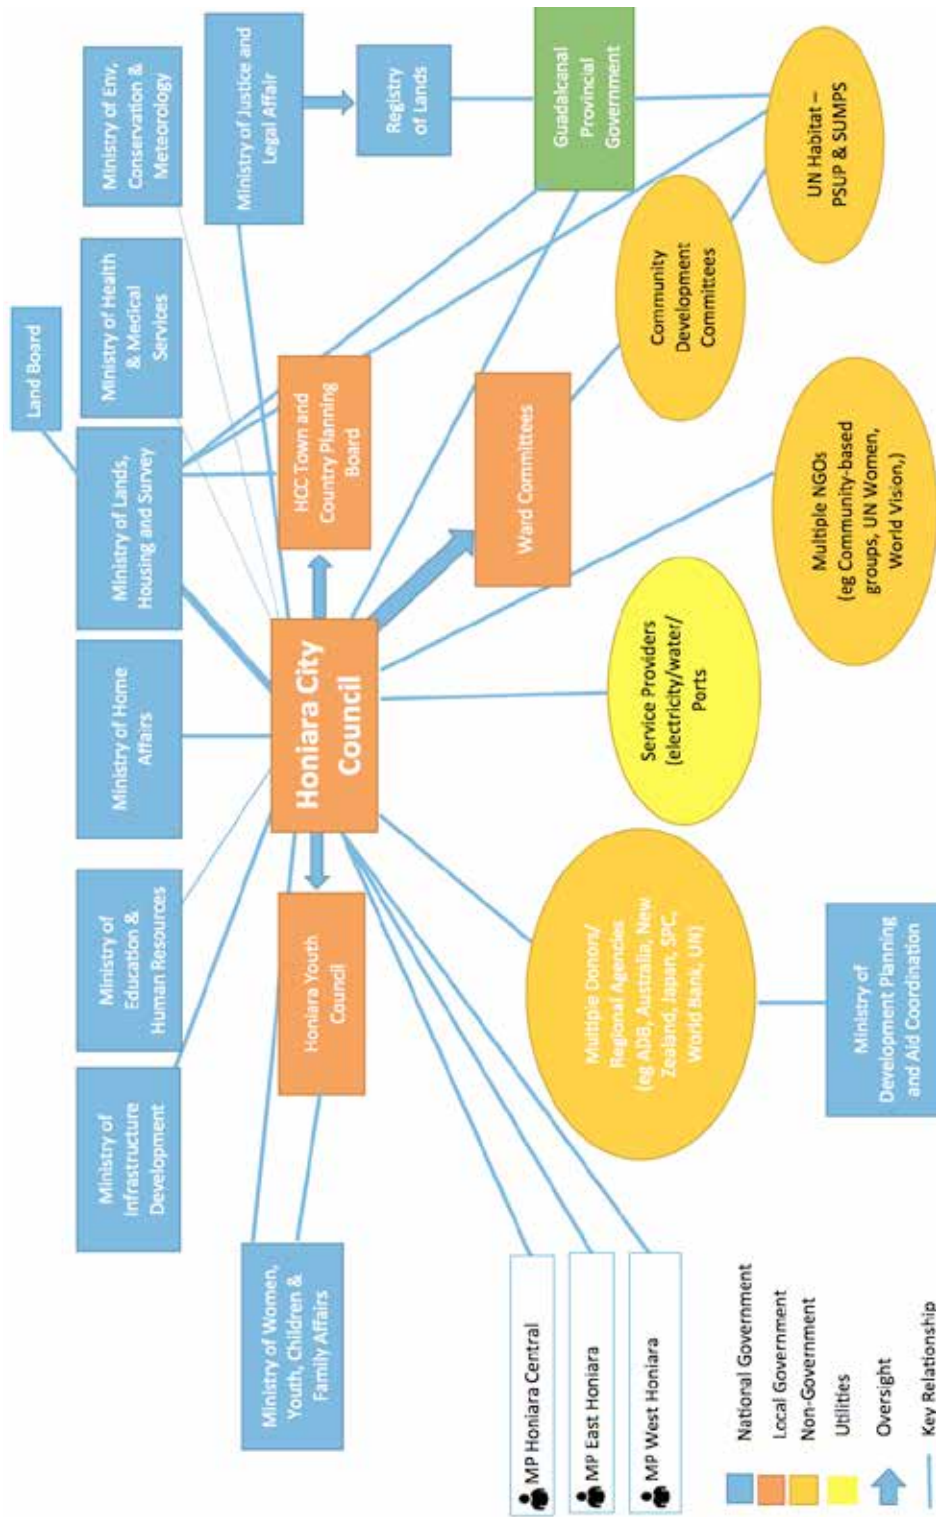 Land Board
Ministry of
Infrastructure
Development
Ministry of
Education &
Human Resources
Ministry of Home
Affairs
Ministry of Lands,
Housing and Survey
Ministry of Health
& Medical
Services
Ministry of Env,
Conservation &
Meteorology
Ministry of Women,
Youth, Children &
Family Affairs
Honiara Youth
Council
Honiara City
Council
HCC Town and
Country Planning
Board
Ministry of Justice and
Legal Affair
Registry
of Lands
Ward Committees
Guadalcanal
Provincial
Government
MP Honiara Central
MP East Honiara
MP West Honiara
Multiple Donors/
Regional Agencies
(eg ADB, Australia, New
Zealand, Japan, SPC,
World Bank, UN)
Service Providers
(electricity/water/
Ports
Community
Development
Committees
Multiple NGOs
(eg Community-based
groups, UN Women,
World Vision,)
UN Habitat –
PSUP & SUMPS
Ministry of
Development Planning
and Aid Coordination
National Government
Local Government
Non-Government
Utilities
Oversight
Key Relationship